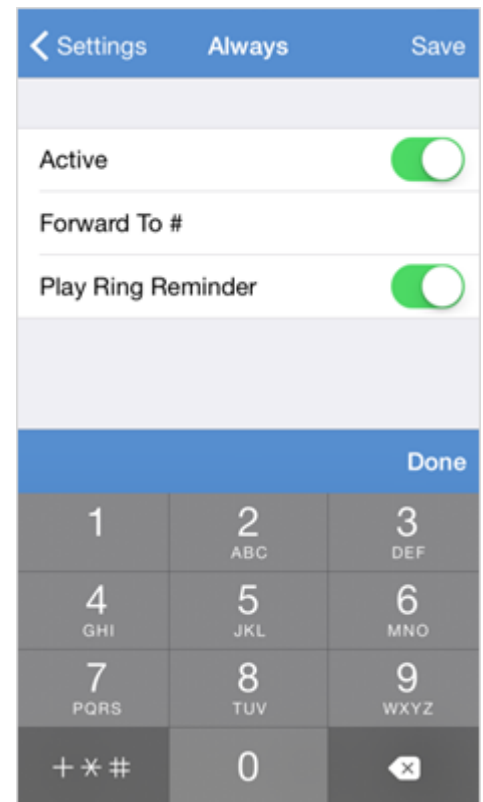 Settings Always Save
Active
Forward To #
Play Ring Reminder
Done
1 2 3
ABC DEF
4 5 6
GHI JKL MNO
7 8 9
PQRS TUV WXYZ
+*# 0